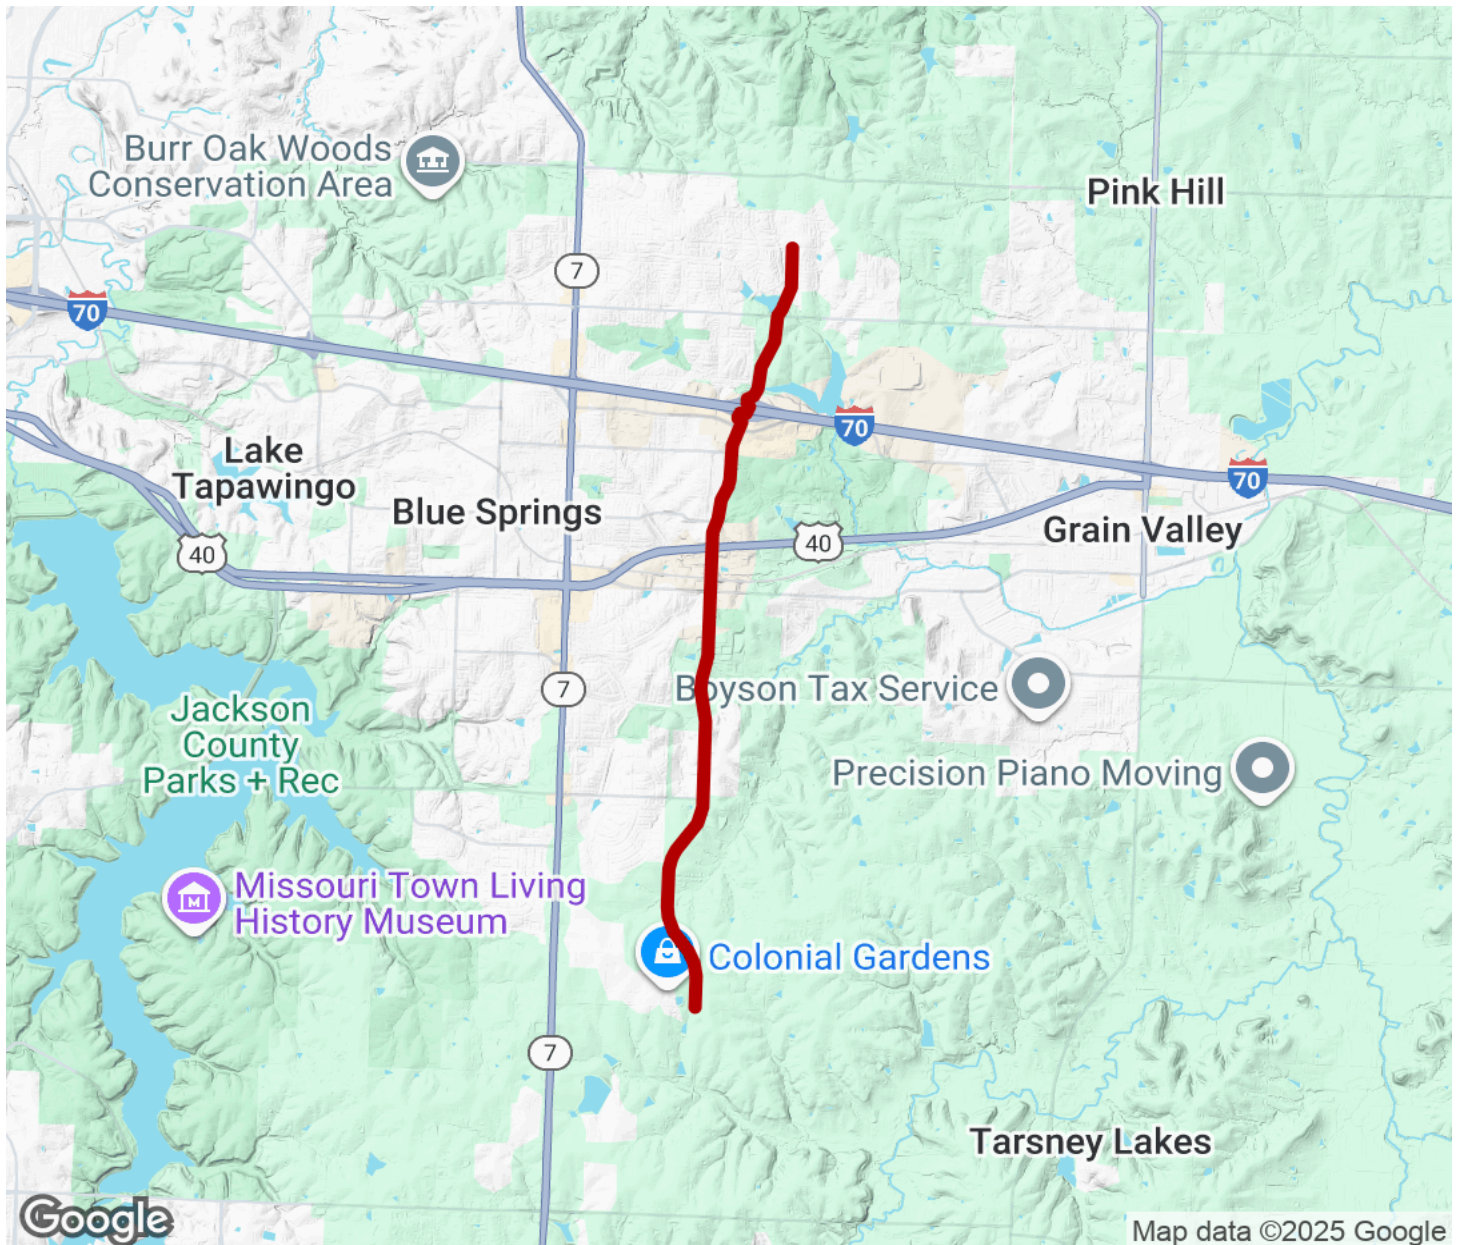 Burr Oak Woods
Conservation Area
Pink Hill
7
70
70
Lake
Tapawingo
Blue Springs
70
Grain Valley
40
40
7
Boyson Tax Service
Jackson
County
Parks + Rec
Precision Piano Moving
Missouri Town Living
History Museum
M
Colonial Gardens
7
Tarsney Lakes
Google
Map data ©2025 Google